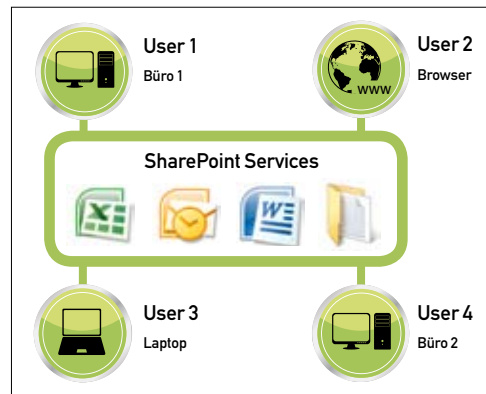 User 1
Büro 1
User 2
Browser
www
SharePoint Services
X
W
User 3
Laptop
User 4
Büro 2